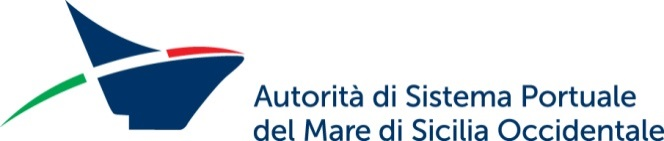 Autorità di Sistema Portuale
del Mare di Sicilia Occidentale